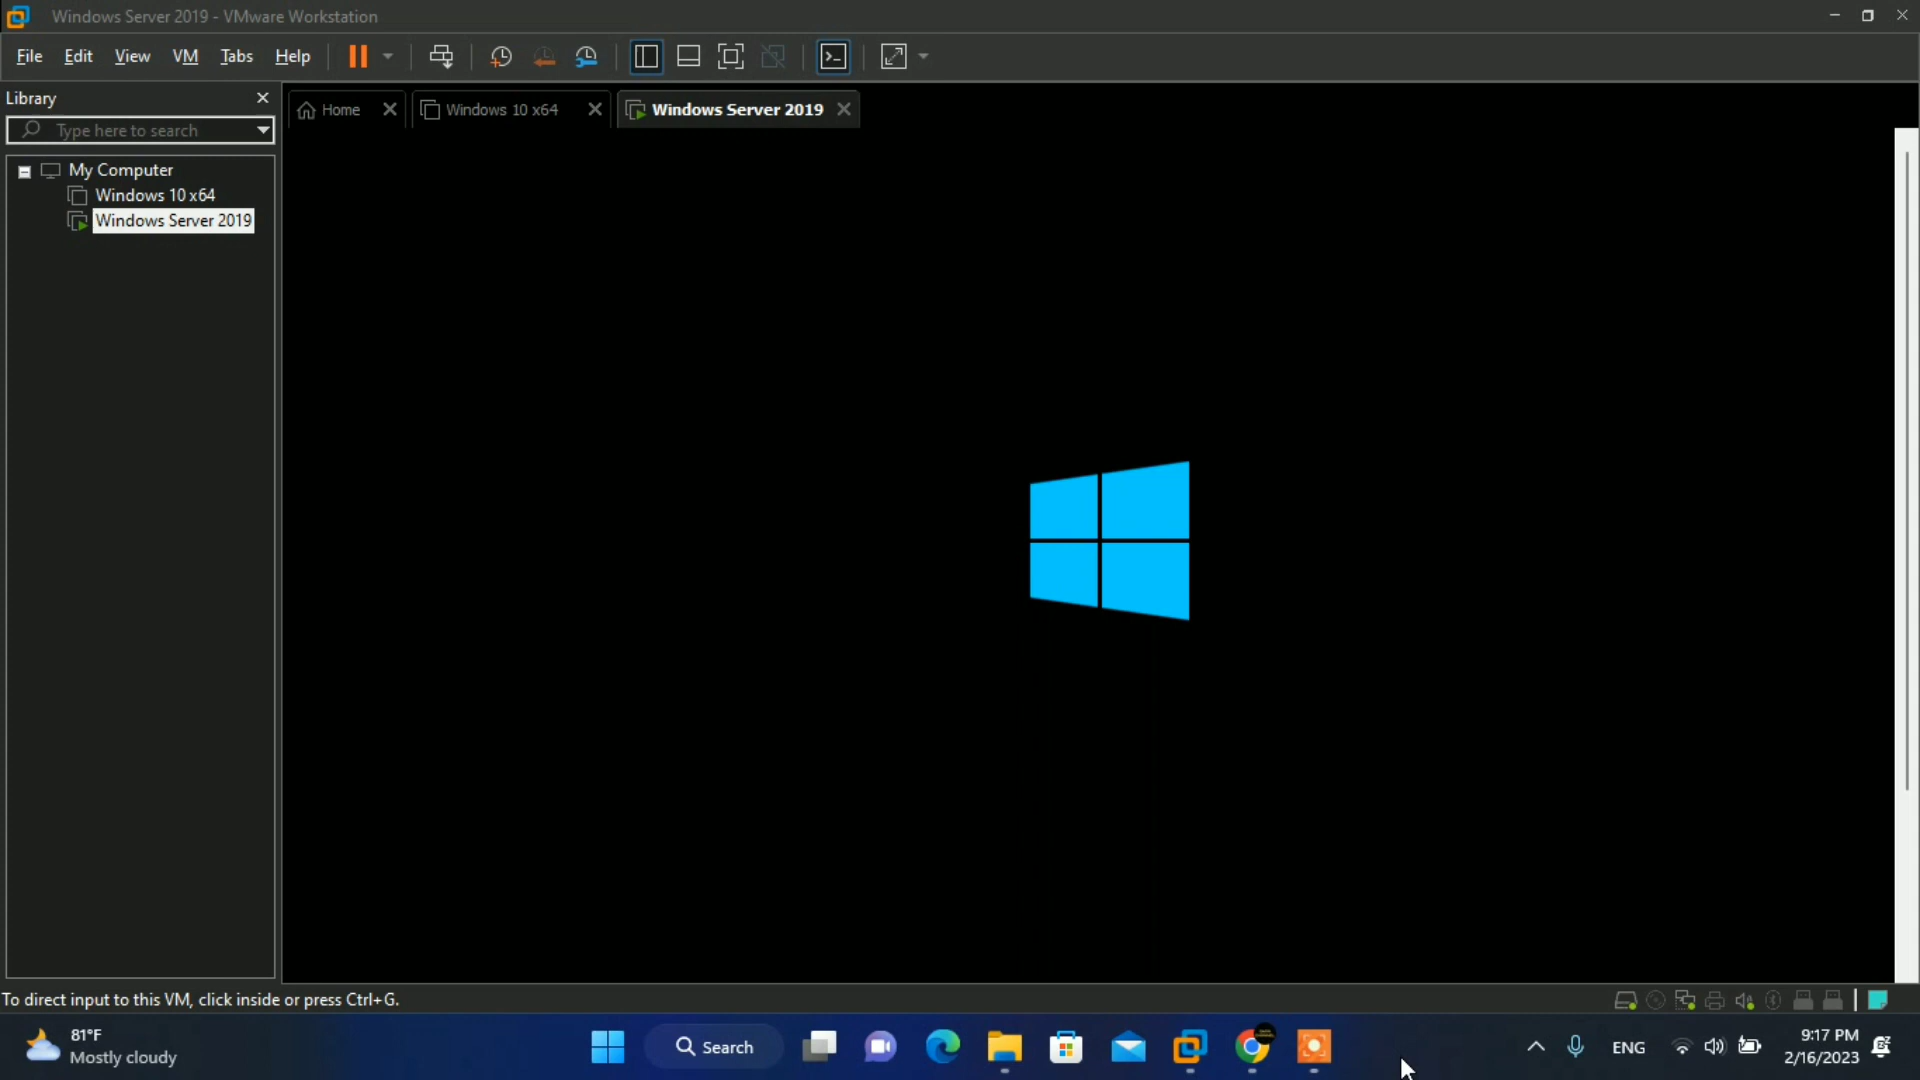 Windows Server 2019 - VMware Workstation
File Edit View VM Tabs Help
Library
Type here to search
My Computer
Windows 10 x64
Windows Server 2019
Home
Windows 10 x64
Windows Server 2019
To direct input to this VM, click inside or press Ctrl+G.
81°F
Mostly cloudy
Search
ENG
9:17 PM
2/16/2023